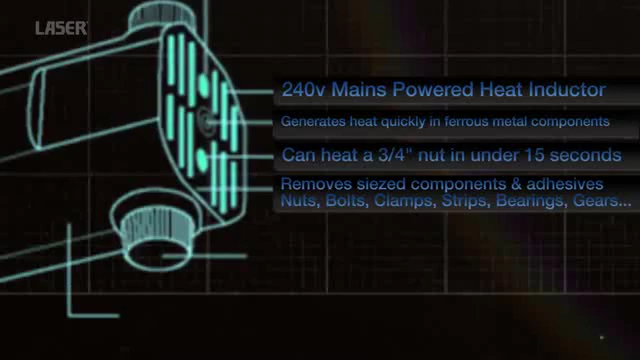 LASER
240v Mains Powered Heat Inductor
Generates heat quickly in ferrous metal components
Can heat a 3/4" nut in under 15 seconds
Removes siezed components & adhesives
Nuts, Bolts, Clamps, Strips, Bearings, Gears...